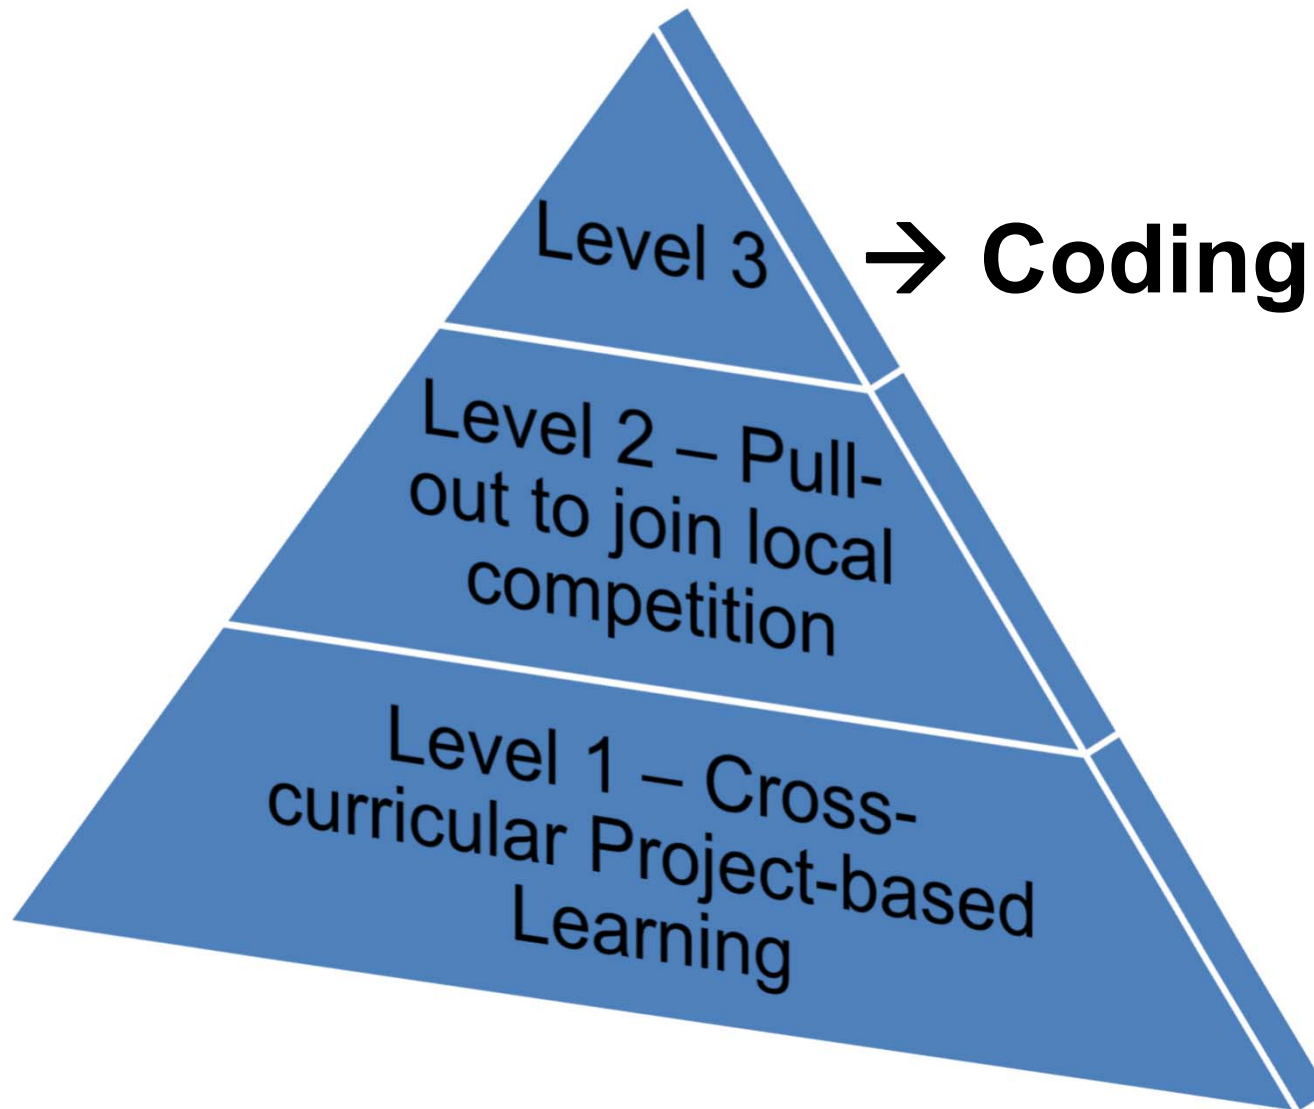 Level 3
→ Coding
Level 2 – Pull-
out to join local
competition
Level 1 – Cross-
curricular Project-based
Learning